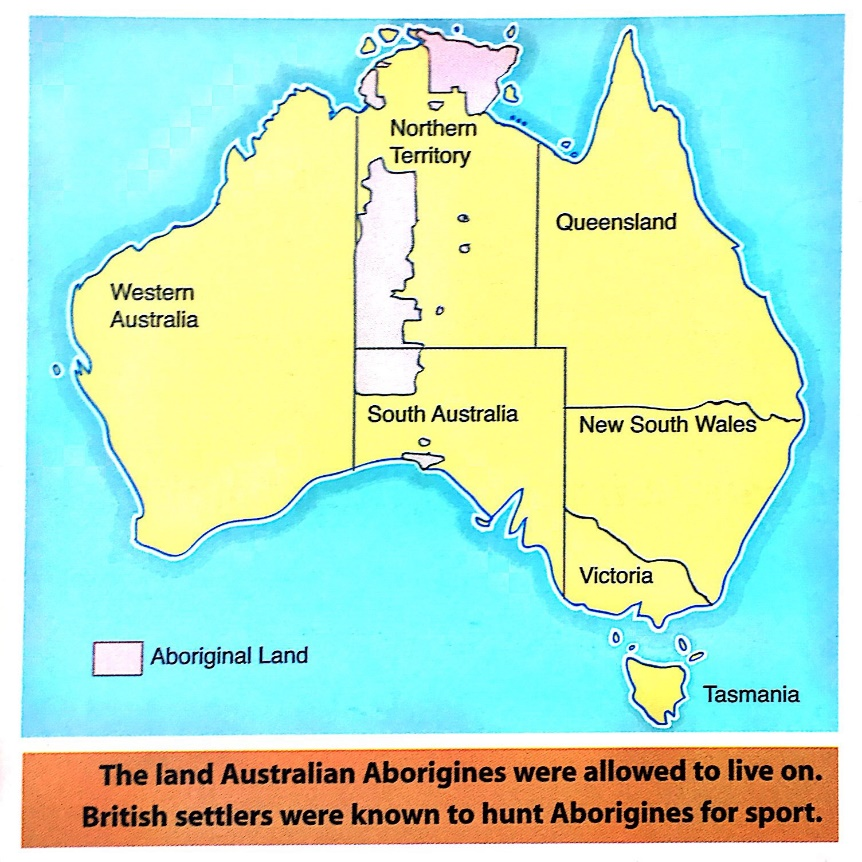 Northern
Territory
Queensland
Western
Australia
South Australia
New South Wales
Victoria
Aboriginal Land
Tasmania
The land Australian Aborigines were allowed to live on.
British settlers were known to hunt Aborigines for sport.